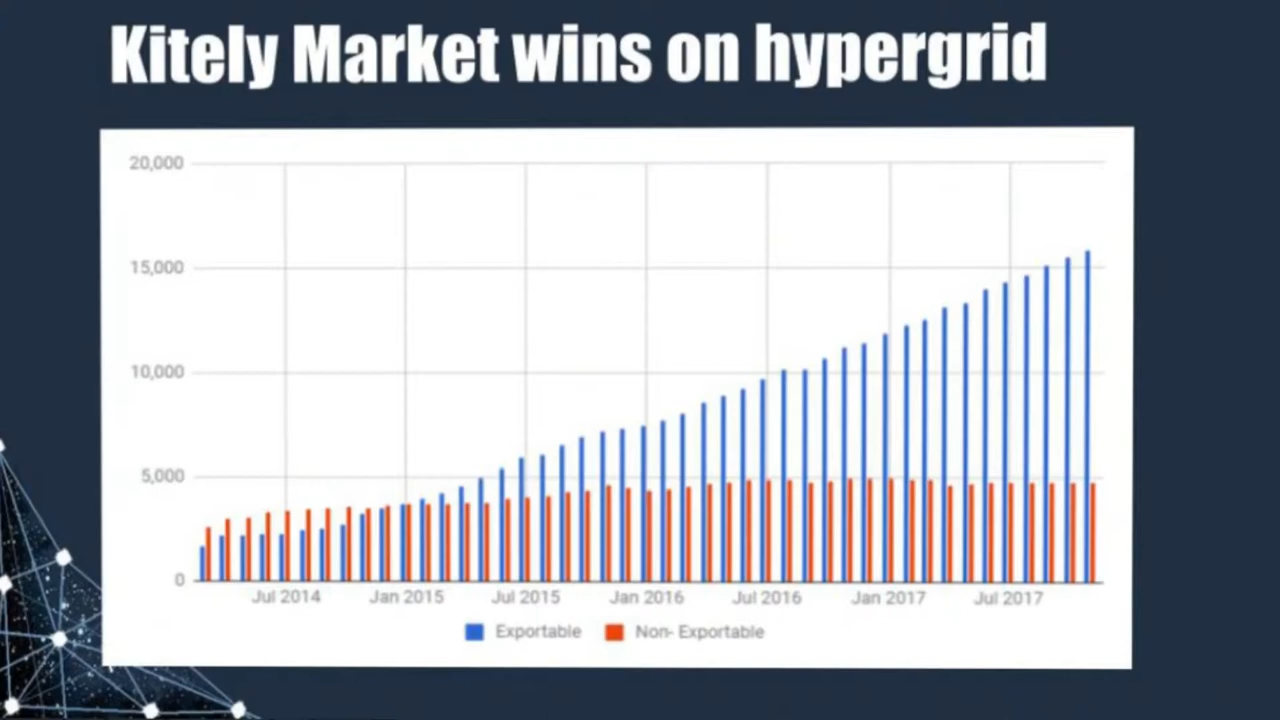 Kitely Market wins on hypergrid
20,000
15,000
10,000
5,000
0
Jul 2014 Jan 2015 Jul 2015 Jan 2016 Jul 2016 Jan 2017 Jul 2017
Exportable Non- Exportable